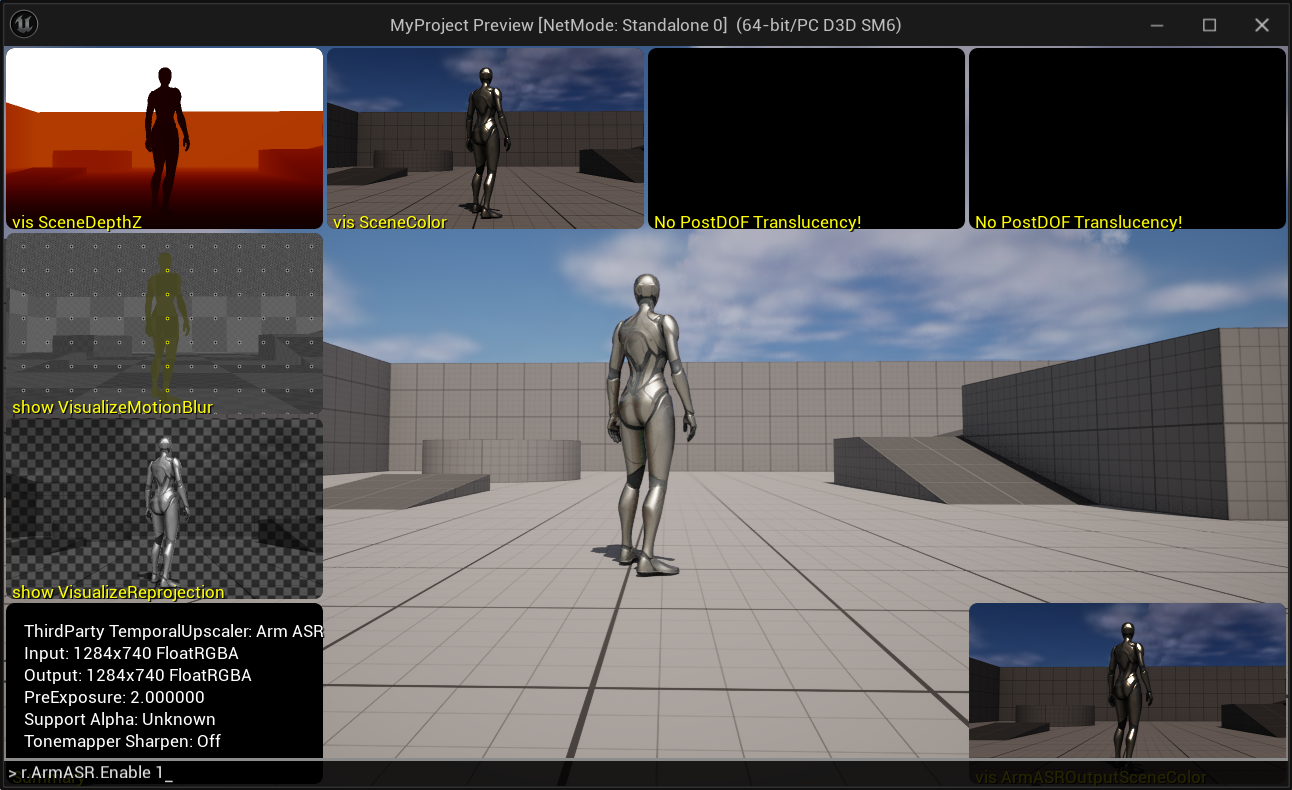 MyProject Preview [NetMode: Standalone 0] (64-bit/PC D3D SM6)
vis SceneDepthZ
vis SceneColor
No PostDOF Translucency!
No PostDOF Translucency!
show VisualizeMotionBlur
show VisualizeReprojection
ThirdParty TemporalUpscaler: Arm ASR
Input: 1284x740 FloatRGBA
Output: 1284x740 FloatRGBA
PreExposure: 2.000000
Support Alpha: Unknown
Tonemapper Sharpen: Off
Summary
> r.ArmASR.Enable 1_
vis ArmASROutputSceneColor